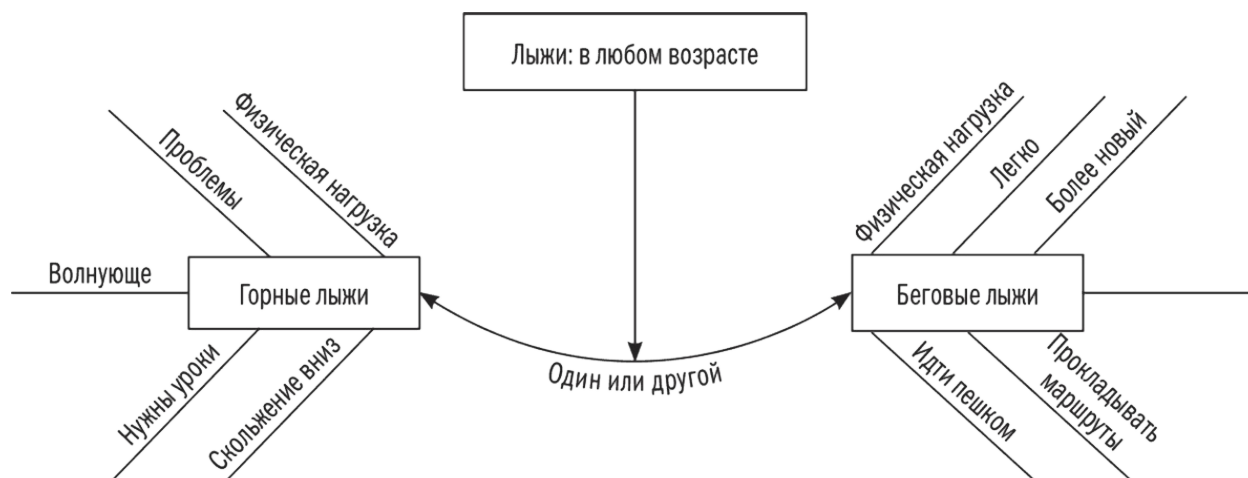 Лыжи: в любом возрасте
Физическая нагрузка
Проблемы
Волнующе
Горные лыжи
Нужны уроки
Скольжение вниз
Один или другой
Физическая нагрузка
Легко
Более новый
Беговые лыжи
Идти пешком
Прокладывать
маршруты